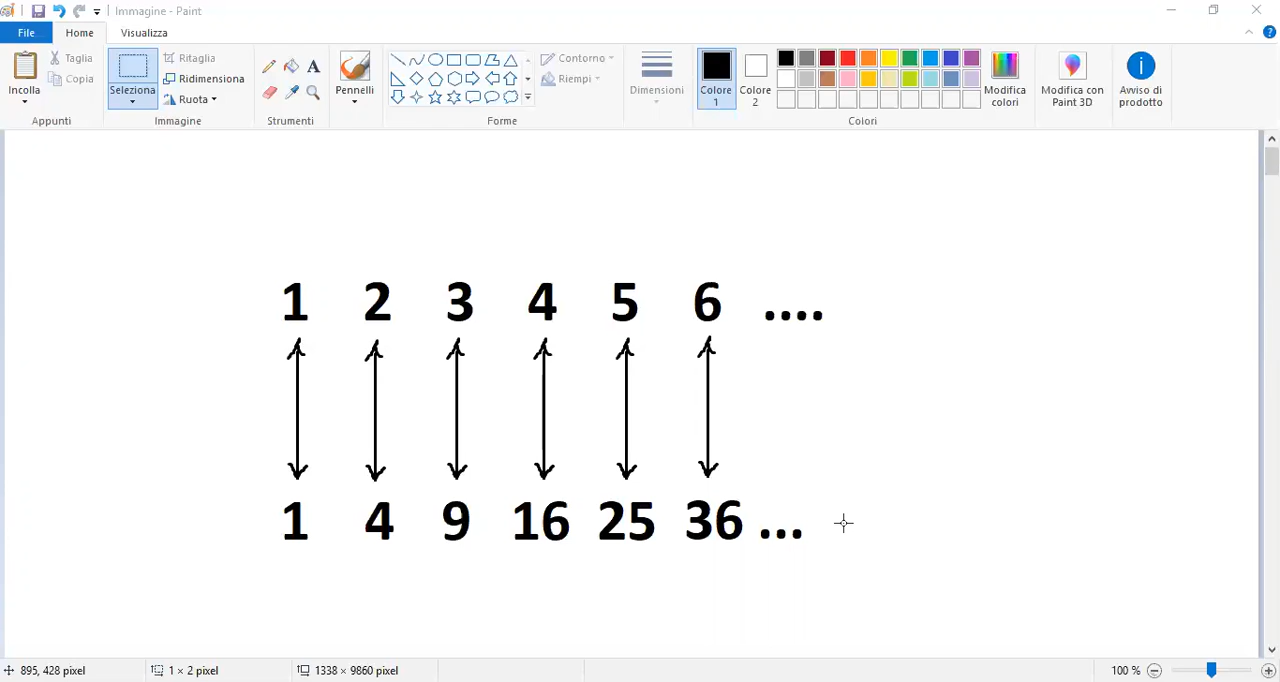 Immagine - Paint
File Home Visualizza
Incolla Taglia Copia Appunti
Seleziona Ritaglia Ridimensiona Ruota Immagine
A Strumenti
Pennelli
Contorno Riempi Forme
Dimensioni
Colore 1 Colore 2 Modifica colori Colori
Modifica con Paint 3D
Avviso di prodotto
1 2 3 4 5 6 ....
1 4 9 16 25 36 ...
895, 428 pixel 1 × 2 pixel 1338 × 9860 pixel 100 %